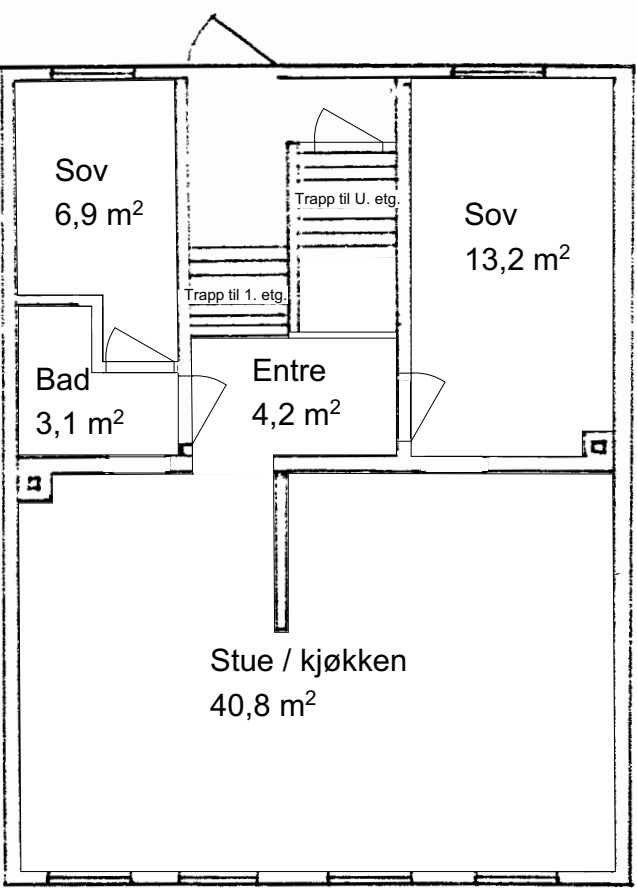 Sov
6,9 m²
Trapp til U. etg.
Sov
13,2 m²
Trapp til 1. etg.
Entre
4,2 m²
Bad
3,1 m²
Stue / kjøkken
40,8 m²